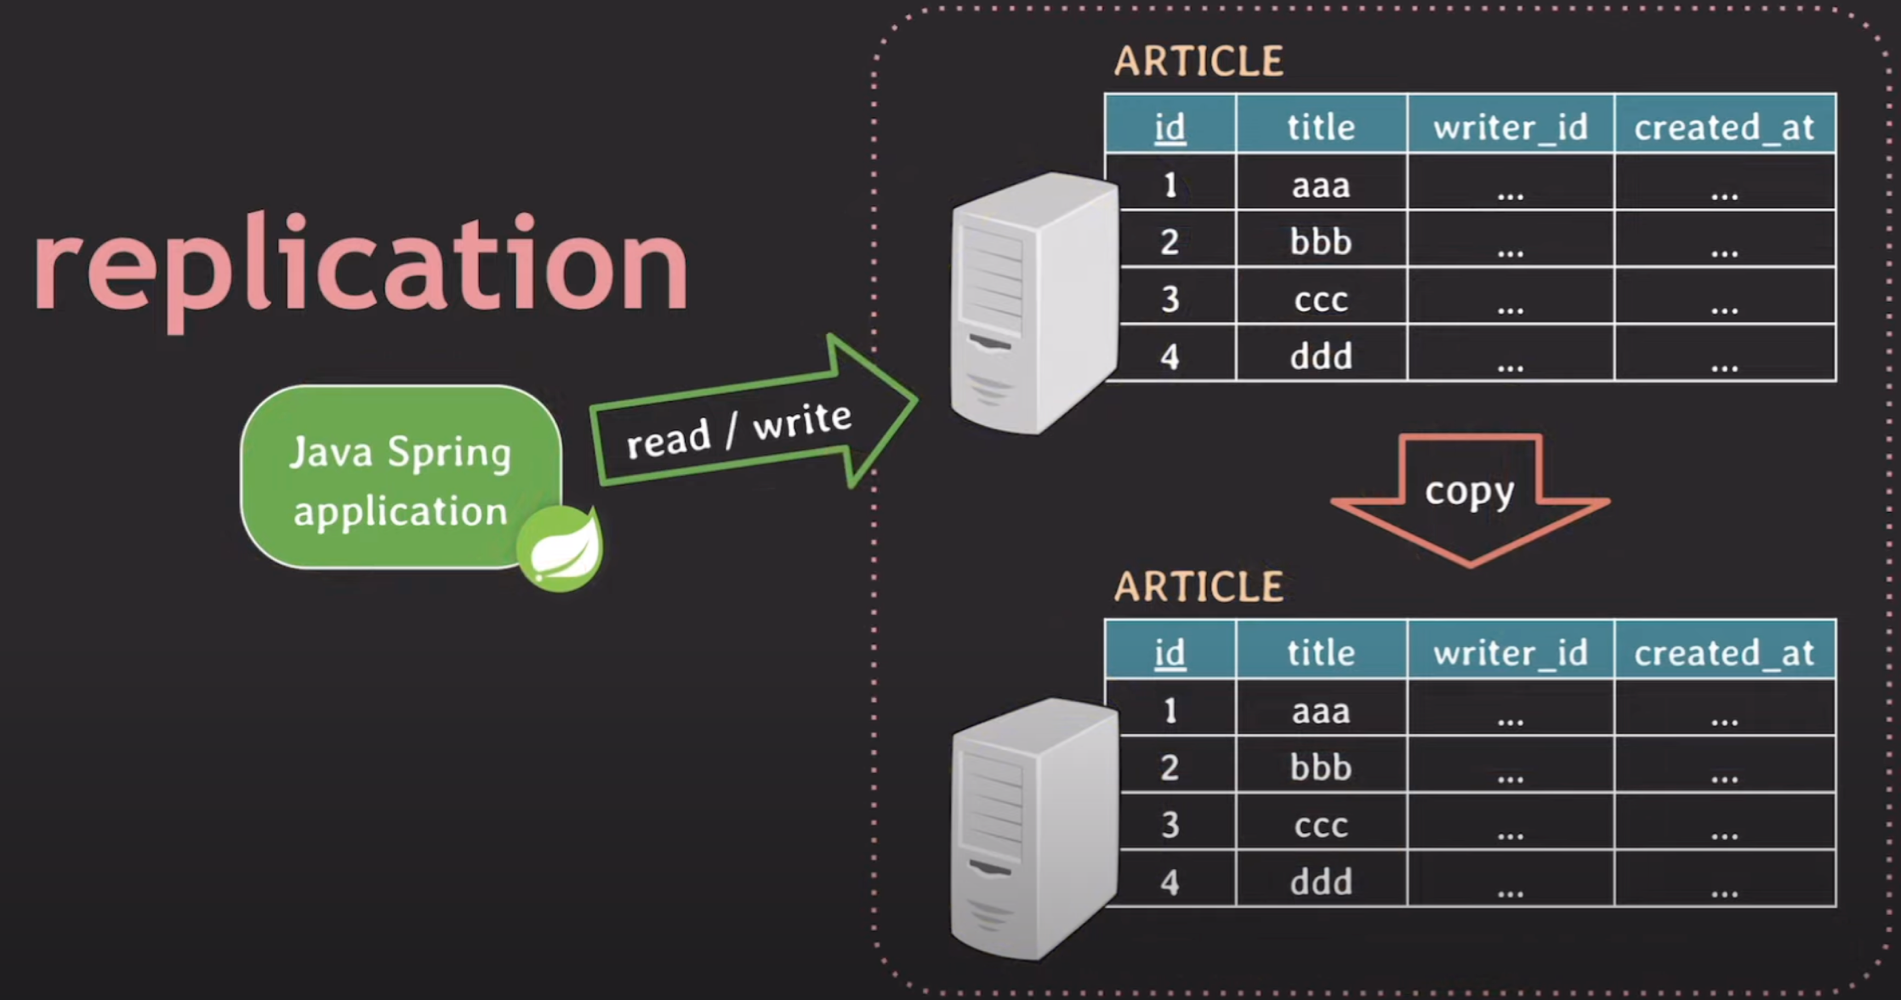 replication
Java Spring
application
read / write
ARTICLE
id title writer_id created_at
1 aaa ... ...
2 bbb ... ...
3 ccc ... ...
4 ddd ... ...
copy
ARTICLE
id title writer_id created_at
1 aaa ... ...
2 bbb ... ...
3 ccc ... ...
4 ddd ... ...